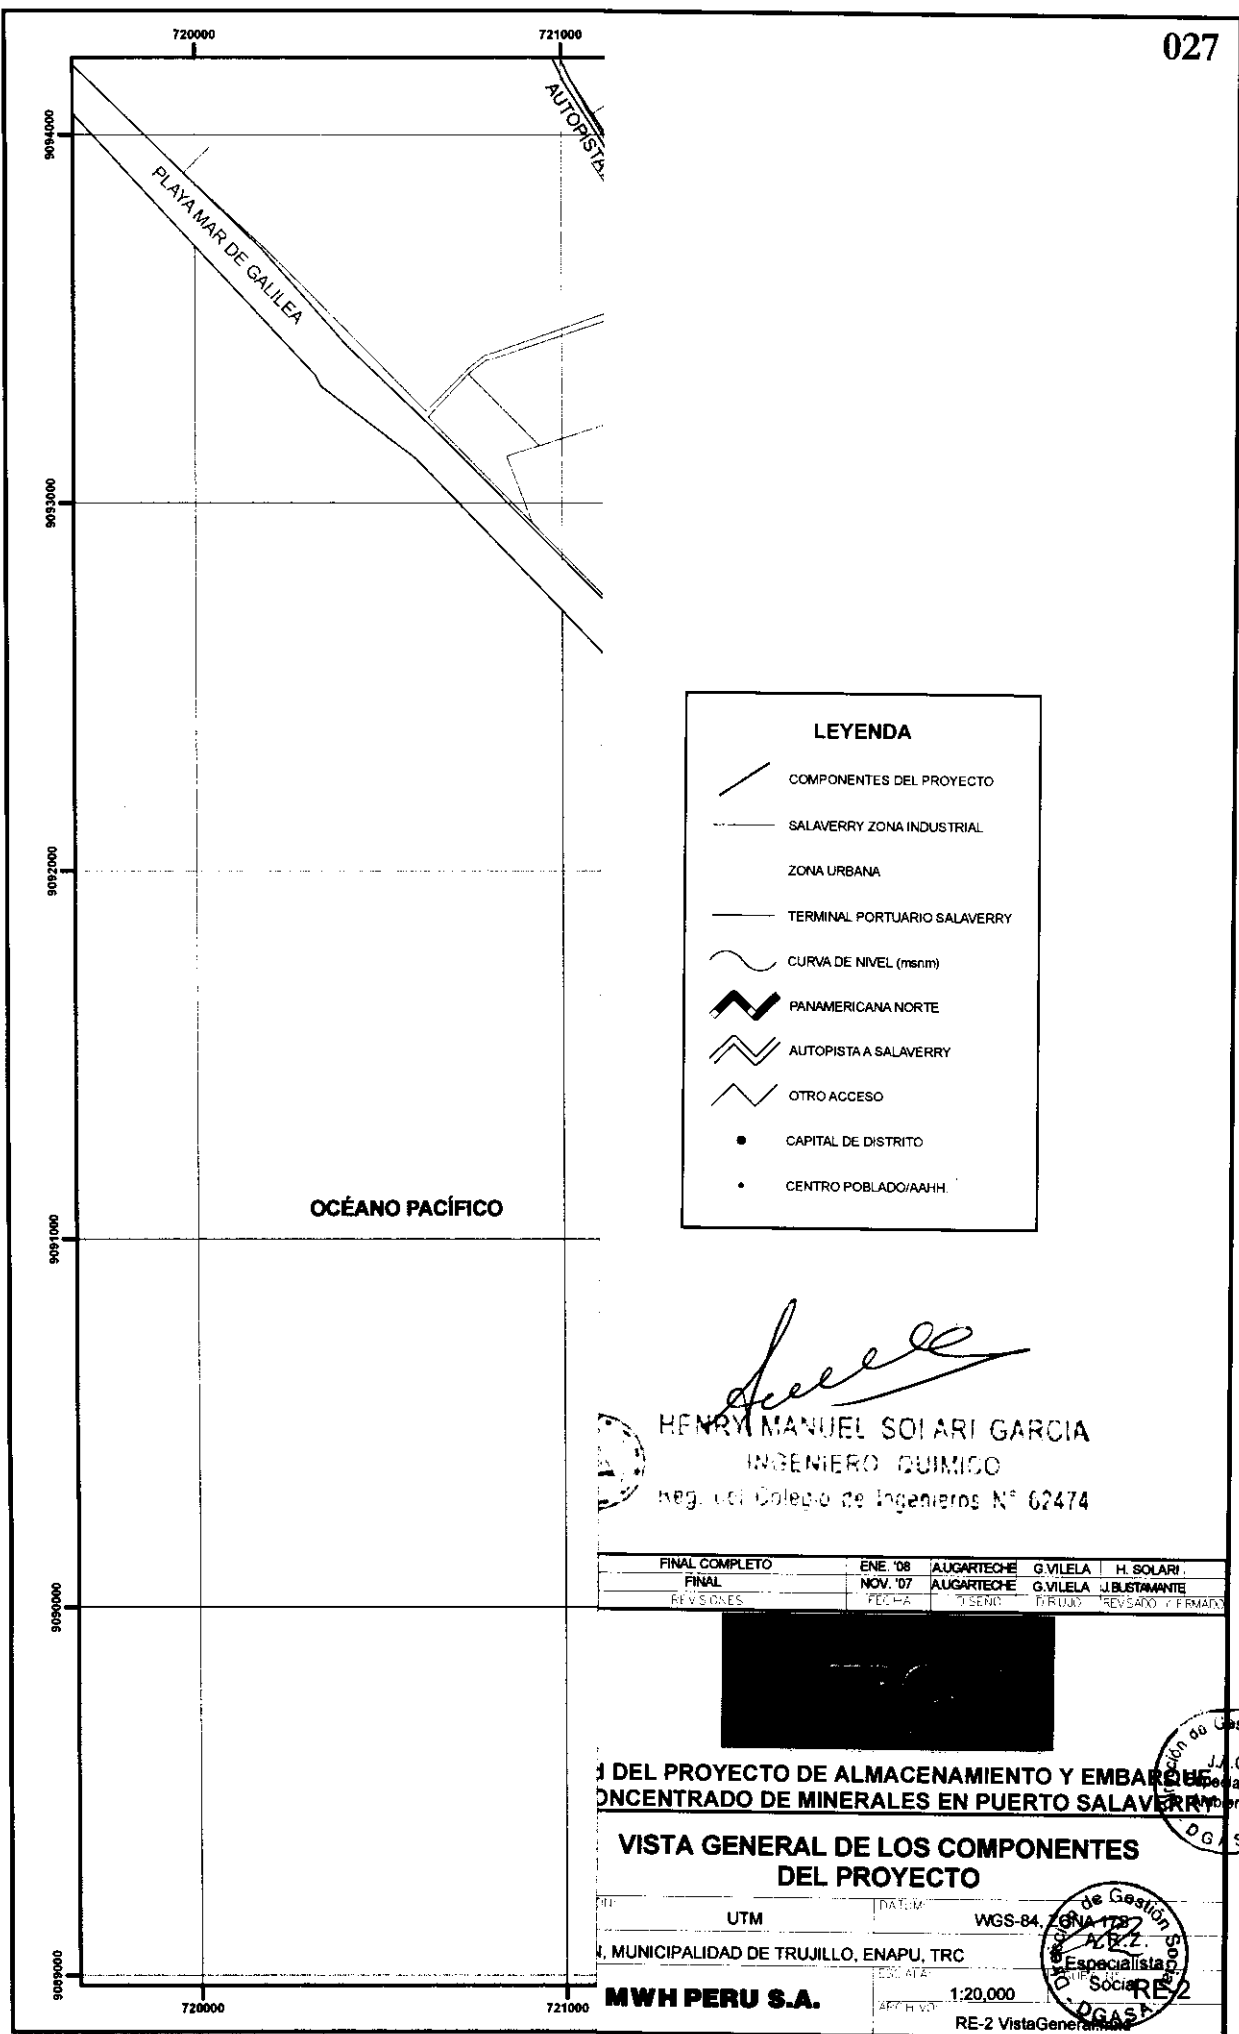 027
720000
721000
AUTOPISTA
9094000
PLAYA MAR DE GALILEA
9093000
9092000
9091000
9090000
9089000
OCÉANO PACÍFICO
720000
721000
LEYENDA
COMPONENTES DEL PROYECTO
SALAVERRY ZONA INDUSTRIAL
ZONA URBANA
TERMINAL PORTUARIO SALAVERRY
CURVA DE NIVEL (msnm)
PANAMERICANA NORTE
AUTOPISTA A SALAVERRY
OTRO ACCESO
CAPITAL DE DISTRITO
CENTRO POBLADO/AAHH.
HENRY MANUEL SOLARI GARCIA
INGENIERO QUIMICO
Reg. del Colegio de Ingenieros N° 62474
FINAL COMPLETO ENE. '08 A.UGARTECHE G.VILELA H. SOLARI
FINAL NOV. '07 A.UGARTECHE G.VILELA J.BUSTAMANTE
REVISIONES FECHA DISEÑO DIBUJO REVISADO Y FIRMADO
DEL PROYECTO DE ALMACENAMIENTO Y EMBARQUE
ONCENTRADO DE MINERALES EN PUERTO SALAVERRY
VISTA GENERAL DE LOS COMPONENTES
DEL PROYECTO
UTM
DATUM:
WGS-84, ZONA 17S
N, MUNICIPALIDAD DE TRUJILLO, ENAPU, TRC
MWH PERU S.A.
ESCALA:
1:20,000
RE-2
ARCHIVO:
RE-2 VistaGeneral
Dirección de Gestión Social
A.R.Z.
Especialista
Social
DGASA